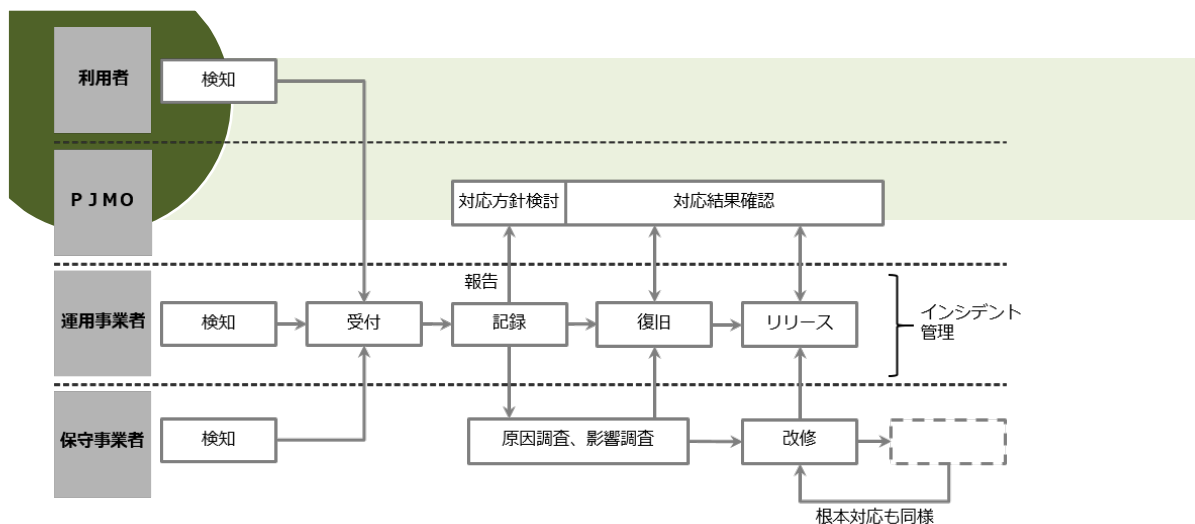 利用者
検知
ＰＪＭＯ
対応方針検討
対応結果確認
報告
運用事業者
検知
受付
記録
復旧
リリース
インシデント
管理
保守事業者
検知
原因調査、影響調査
改修
根本対応も同様